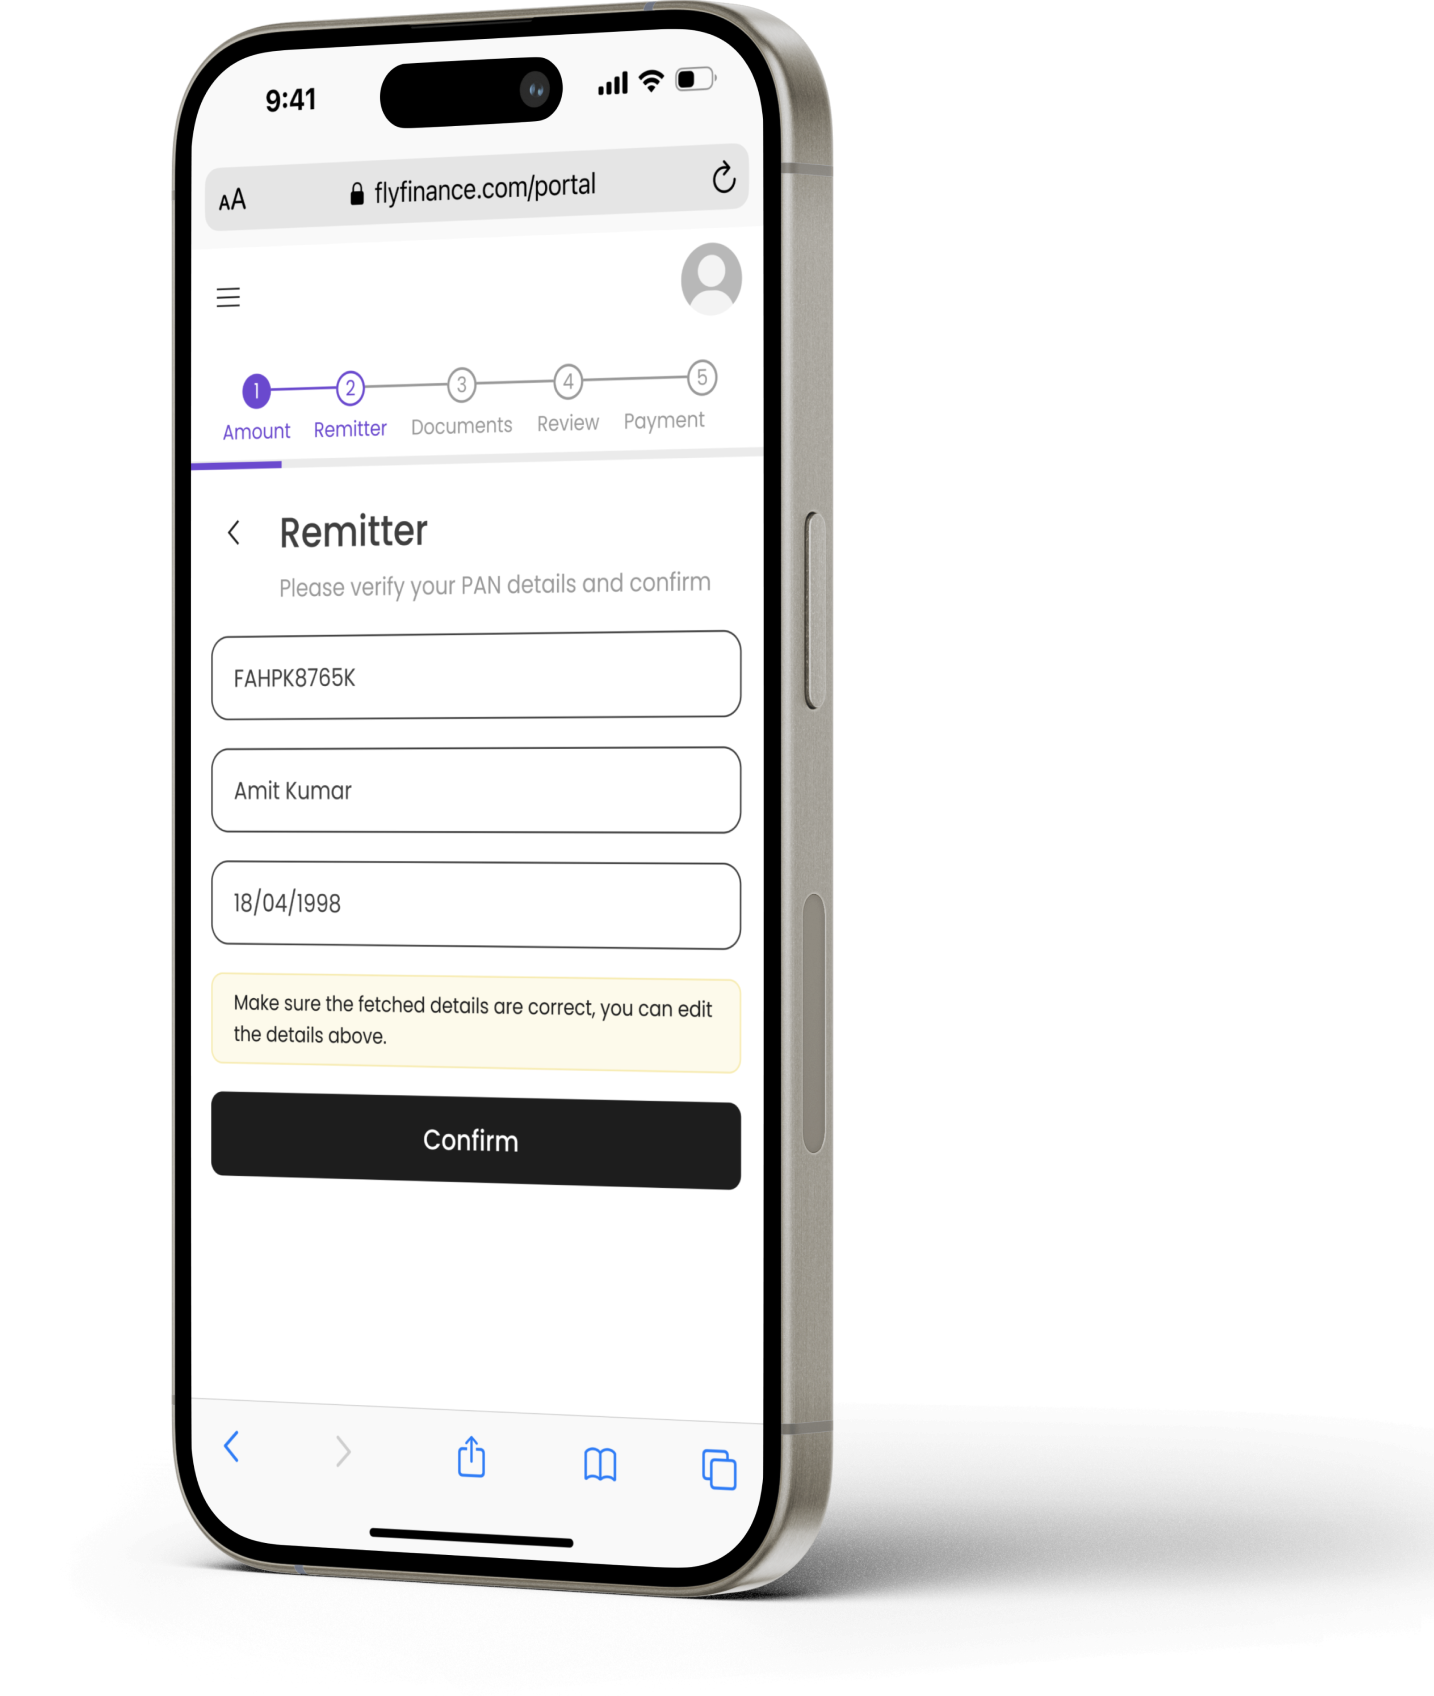 9:41
AA flyfinance.com/portal
1 2 3 4 5
Amount Remitter Documents Review Payment
Remitter
Please verify your PAN details and confirm
FAHPK8765K
Amit Kumar
18/04/1998
Make sure the fetched details are correct, you can edit
the details above.
Confirm